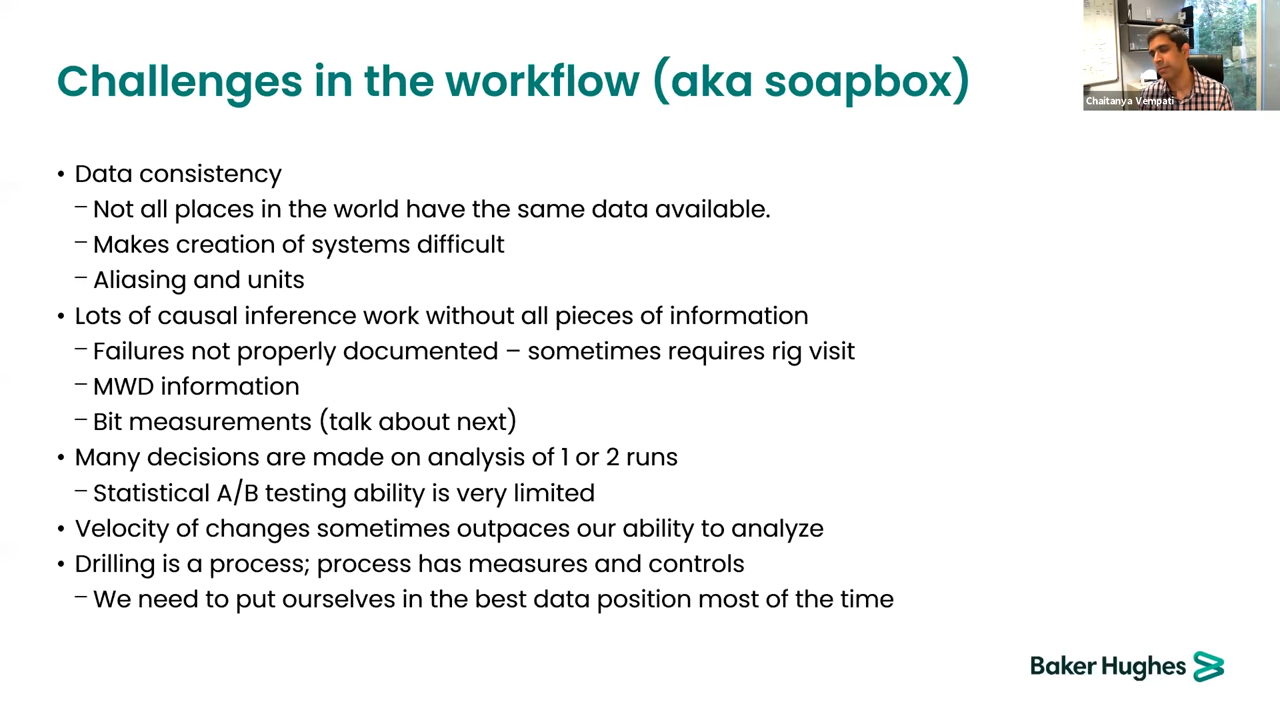 Challenges in the workflow (aka soapbox)
Chaitanya Vempati
• Data consistency
– Not all places in the world have the same data available.
– Makes creation of systems difficult
– Aliasing and units
• Lots of causal inference work without all pieces of information
– Failures not properly documented – sometimes requires rig visit
– MWD information
– Bit measurements (talk about next)
• Many decisions are made on analysis of 1 or 2 runs
– Statistical A/B testing ability is very limited
• Velocity of changes sometimes outpaces our ability to analyze
• Drilling is a process; process has measures and controls
– We need to put ourselves in the best data position most of the time
Baker Hughes